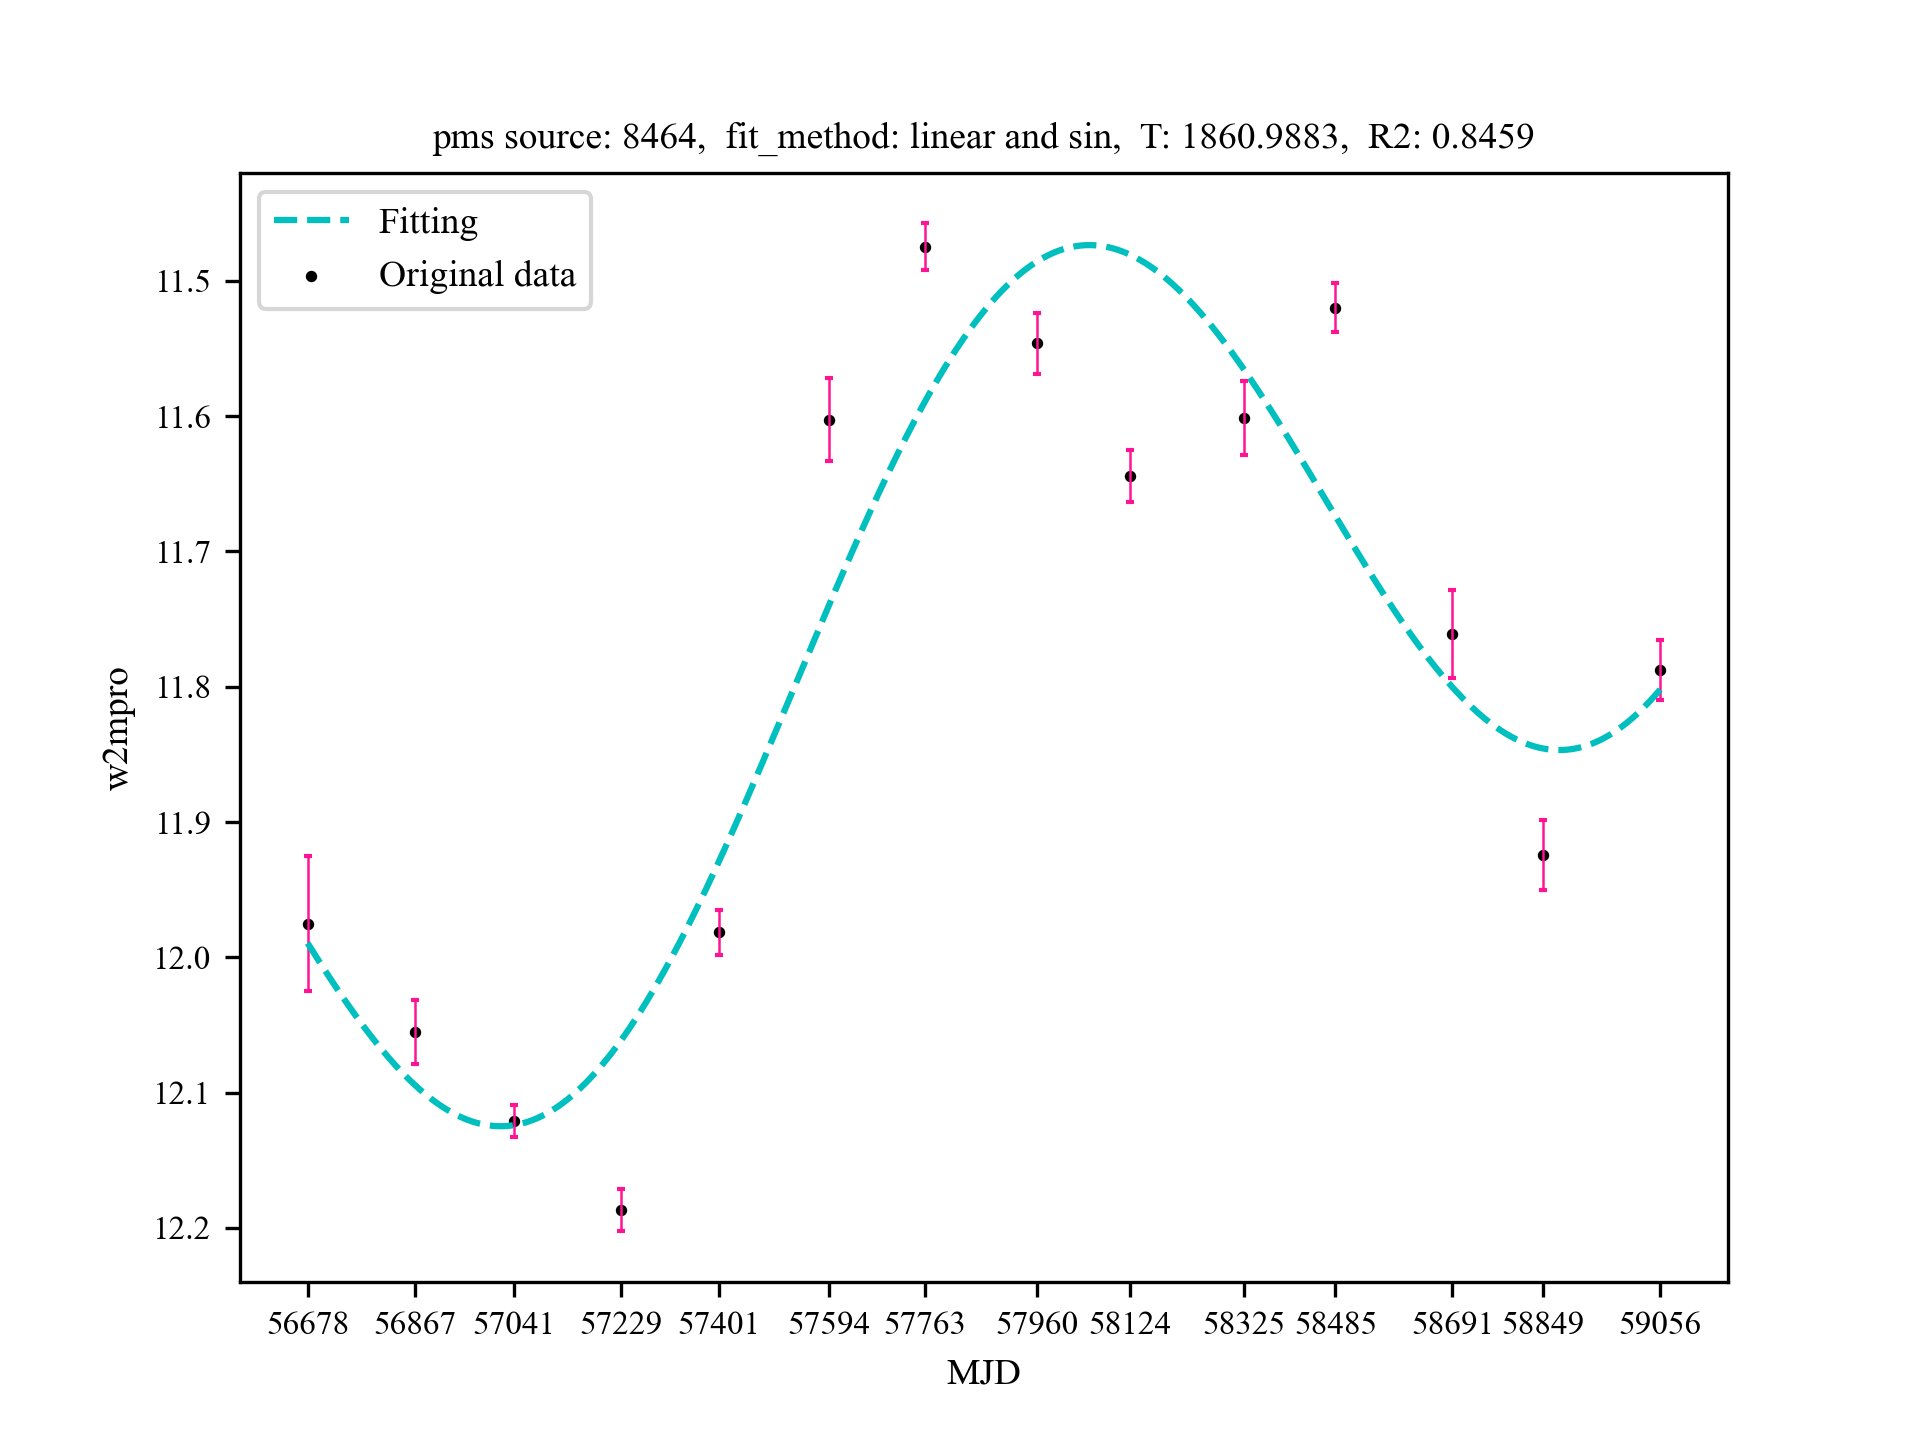 pms source: 8464,  fit_method: linear and sin,  T: 1860.9883,  R2: 0.8459
Fitting
Original data
11.5
11.6
11.7
11.8
11.9
12.0
12.1
12.2
w2mpro
56678 56867 57041 57229 57401 57594 57763 57960 58124 58325 58485 58691 58849 59056
MJD